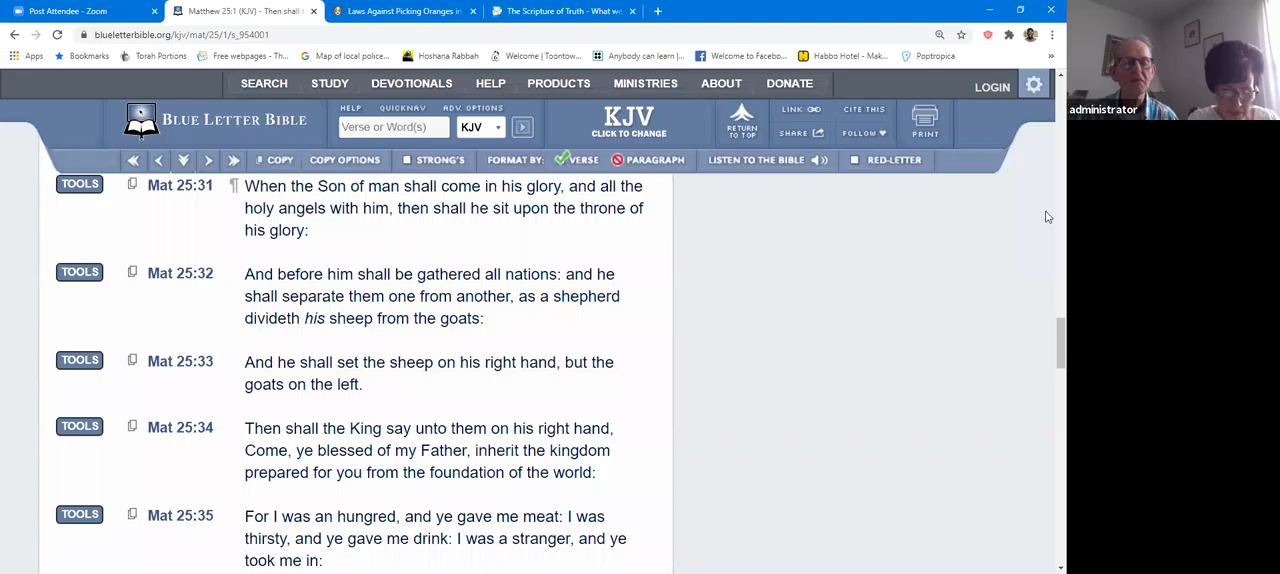 Post Attendee - Zoom
Matthew 25:1 (KJV) - Then shall t
Laws Against Picking Oranges in
The Scripture of Truth - What we
blueletterbible.org/kjv/mat/25/1/s_954001
Apps
Bookmarks
Torah Portions
Free webpages - Th...
Map of local police...
Hoshana Rabbah
Welcome | Toontow...
Anybody can learn |...
Welcome to Facebo...
Habbo Hotel - Mak...
Poptropica
SEARCH STUDY DEVOTIONALS HELP PRODUCTS MINISTRIES ABOUT DONATE
LOGIN
BLUE LETTER BIBLE
HELP QUICKNAV ADV. OPTIONS
Verse or Word(s)
KJV
KJV
CLICK TO CHANGE
RETURN
TO TOP
LINK
CITE THIS
SHARE
FOLLOW
PRINT
COPY COPY OPTIONS STRONG'S FORMAT BY: VERSE PARAGRAPH LISTEN TO THE BIBLE RED-LETTER
TOOLS Mat 25:31 ¶ When the Son of man shall come in his glory, and all the
holy angels with him, then shall he sit upon the throne of
his glory:
TOOLS Mat 25:32 And before him shall be gathered all nations: and he
shall separate them one from another, as a shepherd
divideth his sheep from the goats:
TOOLS Mat 25:33 And he shall set the sheep on his right hand, but the
goats on the left.
TOOLS Mat 25:34 Then shall the King say unto them on his right hand,
Come, ye blessed of my Father, inherit the kingdom
prepared for you from the foundation of the world:
TOOLS Mat 25:35 For I was an hungred, and ye gave me meat: I was
thirsty, and ye gave me drink: I was a stranger, and ye
took me in:
administrator